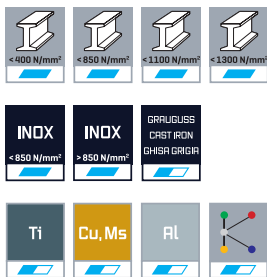 <400 N/mm²
<850 N/mm²
<1100 N/mm²
<1300 N/mm²
INOX
<850 N/mm²
INOX
>850 N/mm²
GRAUGUSS
CAST IRON
GHISA GRIGIA
Ti
Cu, Ms
Al